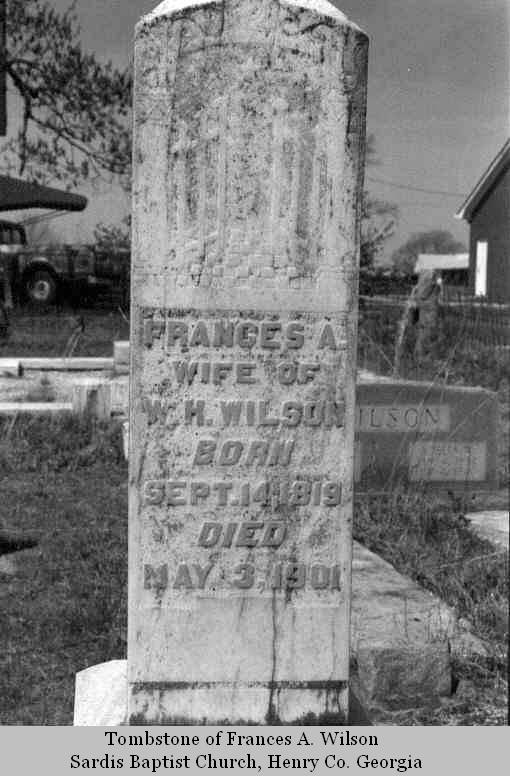 FRANCES A.
WIFE OF
W. H. WILSON
BORN
SEPT. 14. 1819
DIED
MAY. 3. 1901
WILSON
Tombstone of Frances A. Wilson
Sardis Baptist Church, Henry Co. Georgia